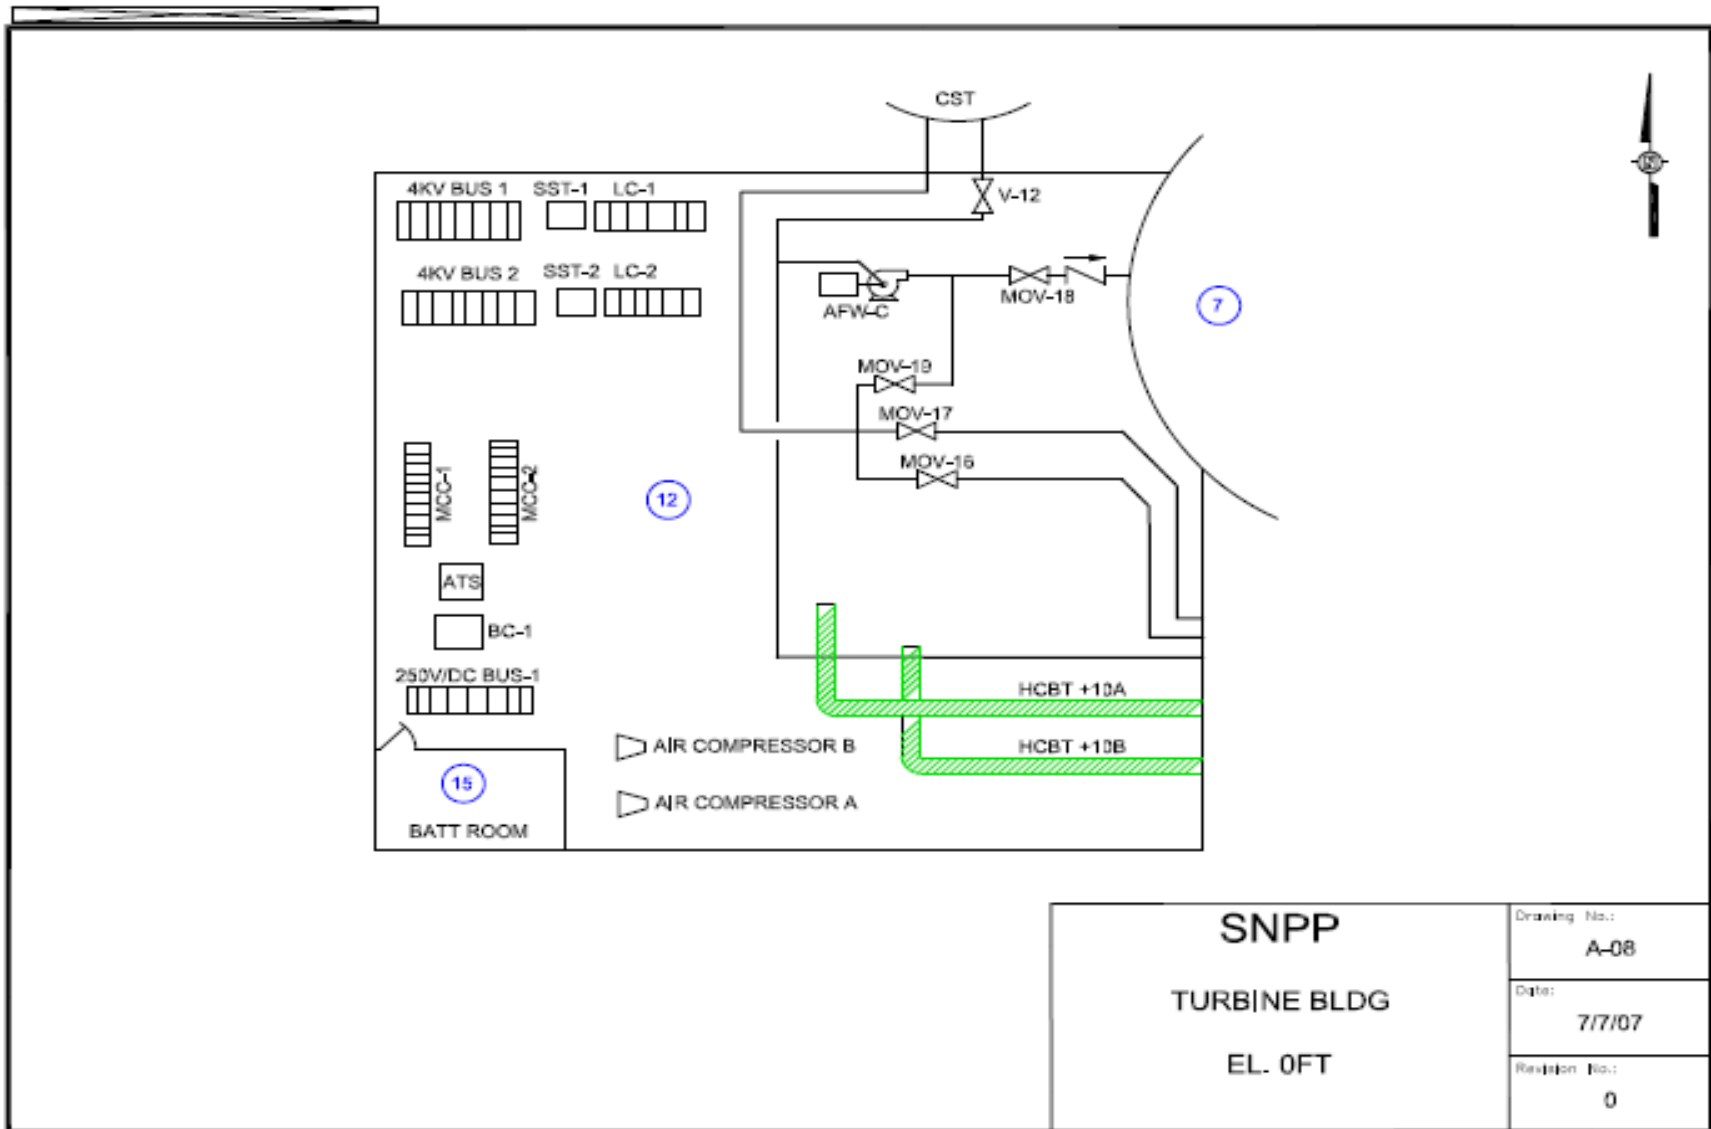 CST
4KV BUS 1 SST-1 LC-1
V-12
4KV BUS 2 SST-2 LC-2
MOV-18
AFW-C
7
MOV-19
MOV-17
MOV-16
MCC-1
MCC-2
12
ATS
BC-1
250V/DC BUS-1
HCBT +10A
AIR COMPRESSOR B
HCBT +10B
15
AIR COMPRESSOR A
BATT ROOM
SNPP
TURBINE BLDG
EL. 0FT
Drawing No.:
A-08
Date:
7/7/07
Revision No.:
0